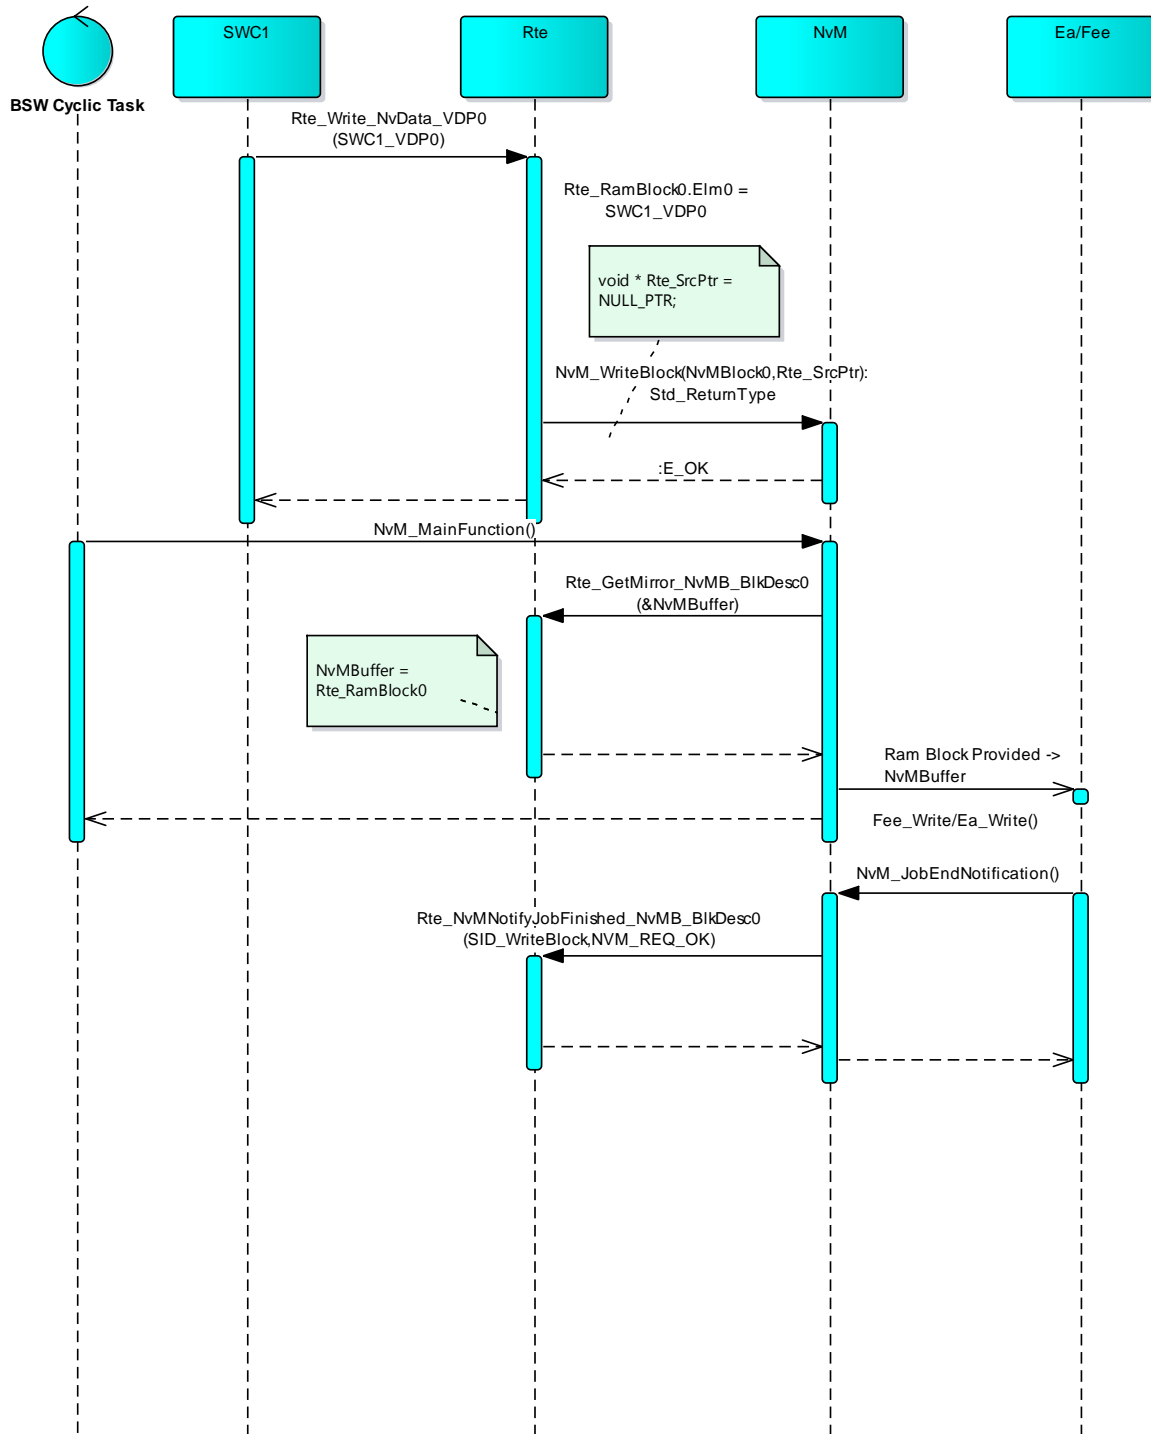 SWC1
Rte
NvM
Ea/Fee
BSW Cyclic Task
Rte_Write_NvData_VDP0
(SWC1_VDP0)
Rte_RamBlock0.Elm0 =
SWC1_VDP0
void * Rte_SrcPtr =
NULL_PTR;
NvM_WriteBlock(NvMBlock0,Rte_SrcPtr):
Std_ReturnType
:E_OK
NvM_MainFunction()
Rte_GetMirror_NvMB_BlkDesc0
(&NvMBuffer)
NvMBuffer =
Rte_RamBlock0
Ram Block Provided ->
NvMBuffer
Fee_Write/Ea_Write()
NvM_JobEndNotification()
Rte_NvMNotifyJobFinished_NvMB_BlkDesc0
(SID_WriteBlock,NVM_REQ_OK)